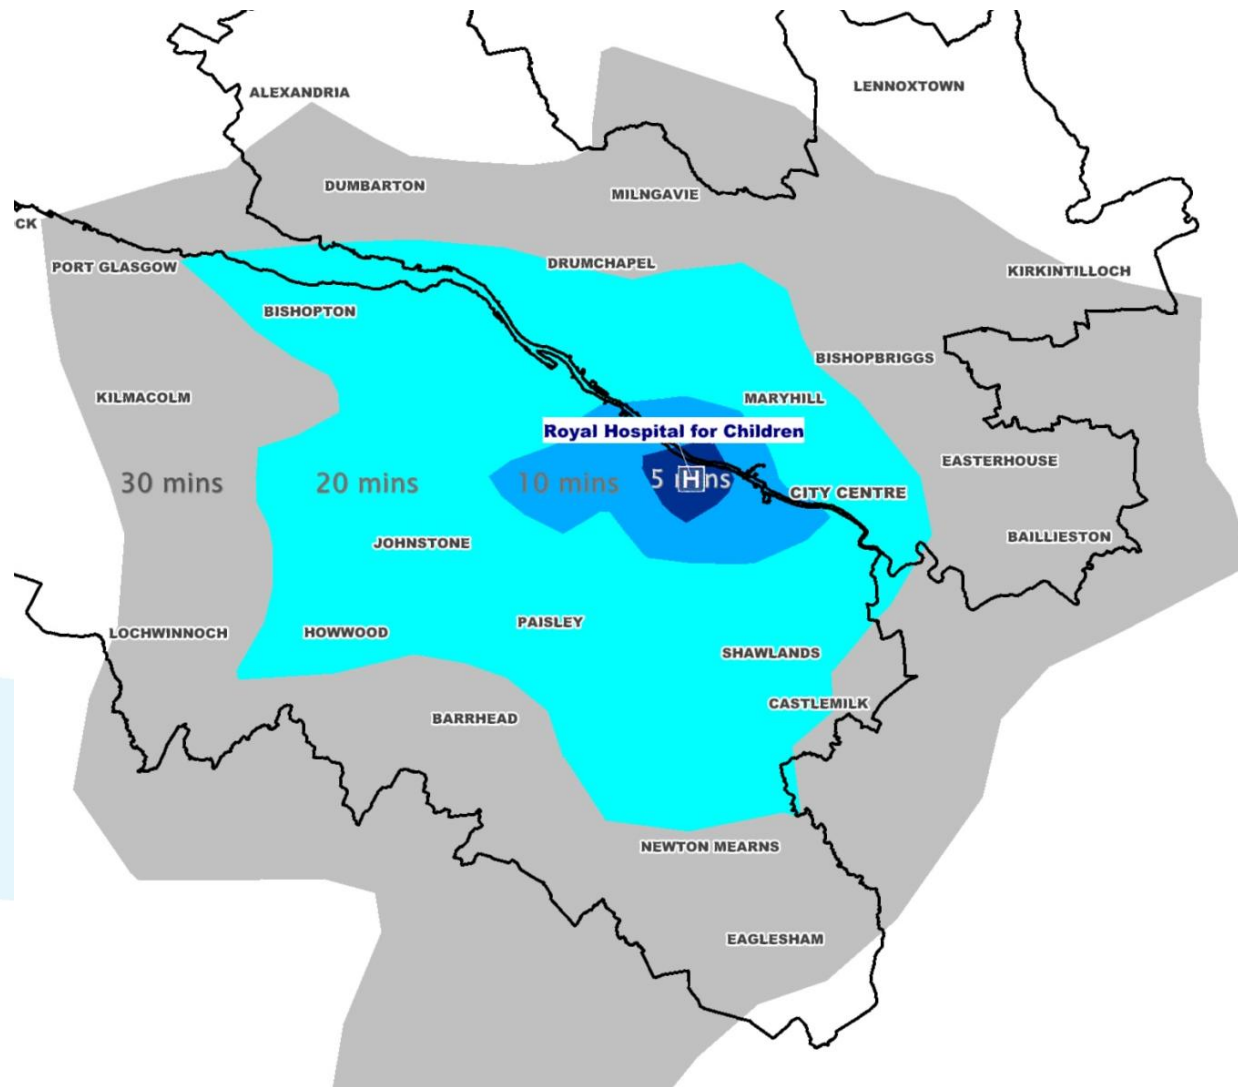 ALEXANDRIA
LENNOXTOWN
DUMBARTON
MILNGAVIE
CK
PORT GLASGOW
DRUMCHAPEL
KIRKINTILLOCH
BISHOPTON
BISHOPBRIGGS
KILMACOLM
MARYHILL
Royal Hospital for Children
EASTERHOUSE
30 mins
20 mins
10 mins
5 mins
H
CITY CENTRE
JOHNSTONE
BAILLIESTON
PAISLEY
LOCHWINNOCH
HOWWOOD
SHAWLANDS
CASTLEMILK
BARRHEAD
NEWTON MEARNS
EAGLESHAM